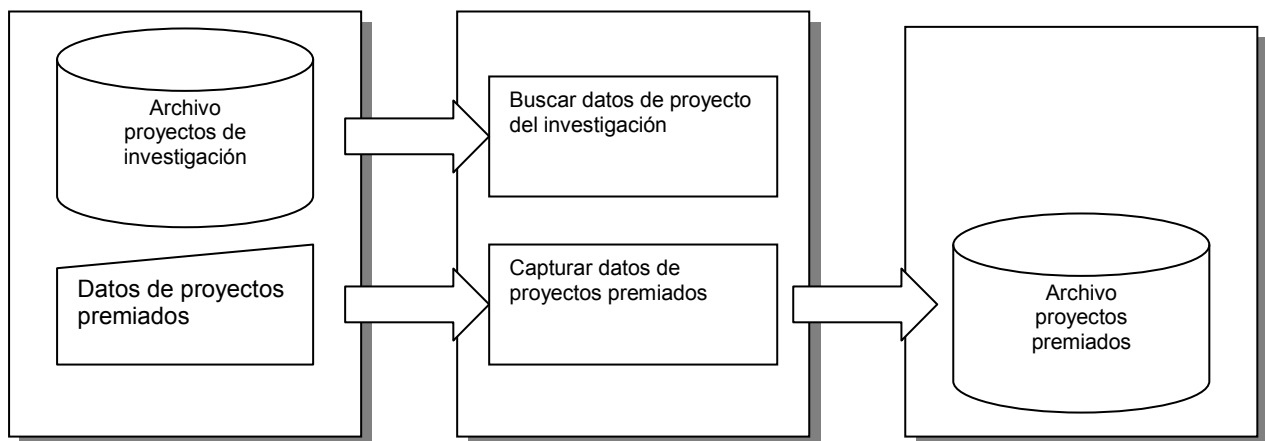 Archivo
proyectos de
investigación
Datos de proyectos
premiados
Buscar datos de proyecto
del investigación
Capturar datos de
proyectos premiados
Archivo
proyectos
premiados